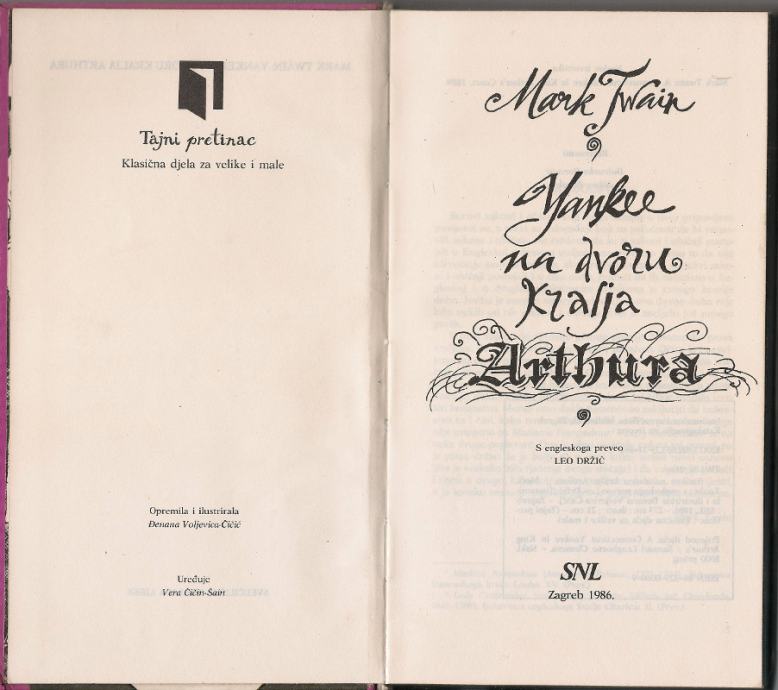 Tajni pretinac
Klasična djela za velike i male
Opremila i ilustrirala
Đenana Voljevica-Čičić
Uređuje
Vera Čičin-Šain
Mark Twain
Yankee
na dvoru
kralja
Arthura
S engleskoga preveo
LEO DRŽIĆ
SNL
Zagreb 1986.